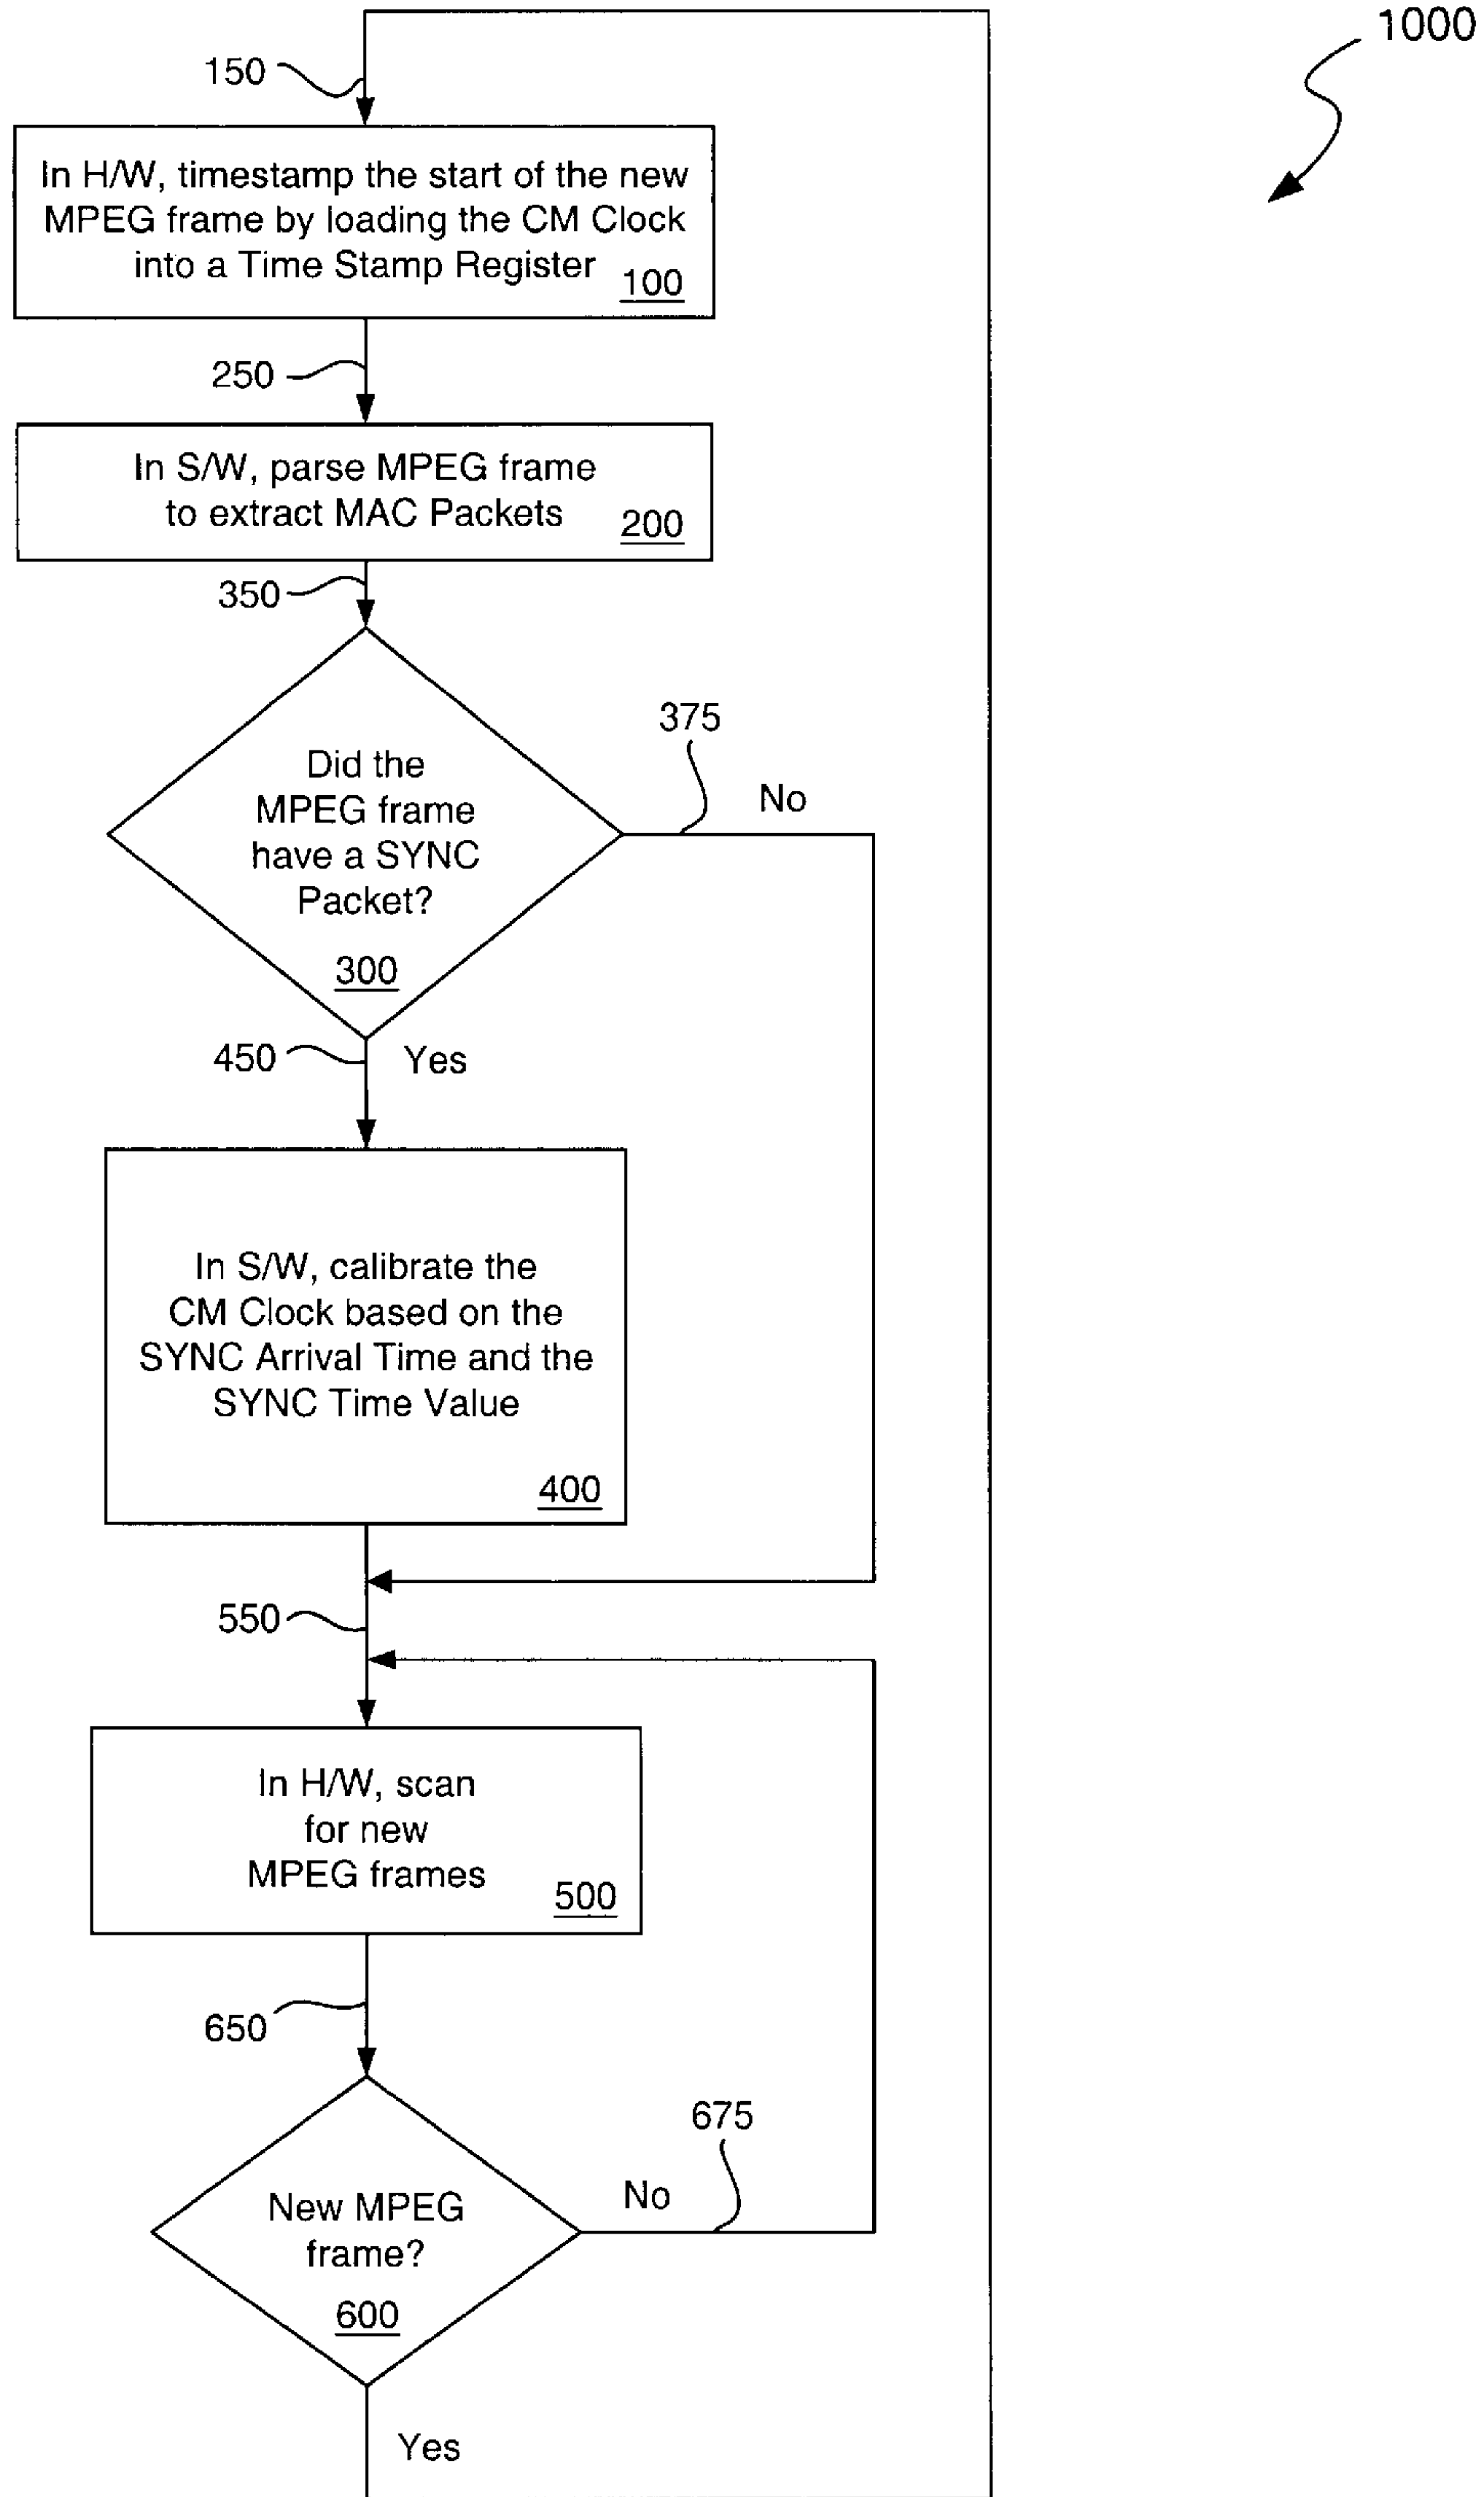 1000
150
In H/W, timestamp the start of the new
MPEG frame by loading the CM Clock
into a Time Stamp Register
100
250
In S/W, parse MPEG frame
to extract MAC Packets
200
350
Did the
MPEG frame
have a SYNC
Packet?
300
375
No
450
Yes
In S/W, calibrate the
CM Clock based on the
SYNC Arrival Time and the
SYNC Time Value
400
550
In H/W, scan
for new
MPEG frames
500
650
New MPEG
frame?
600
675
No
Yes